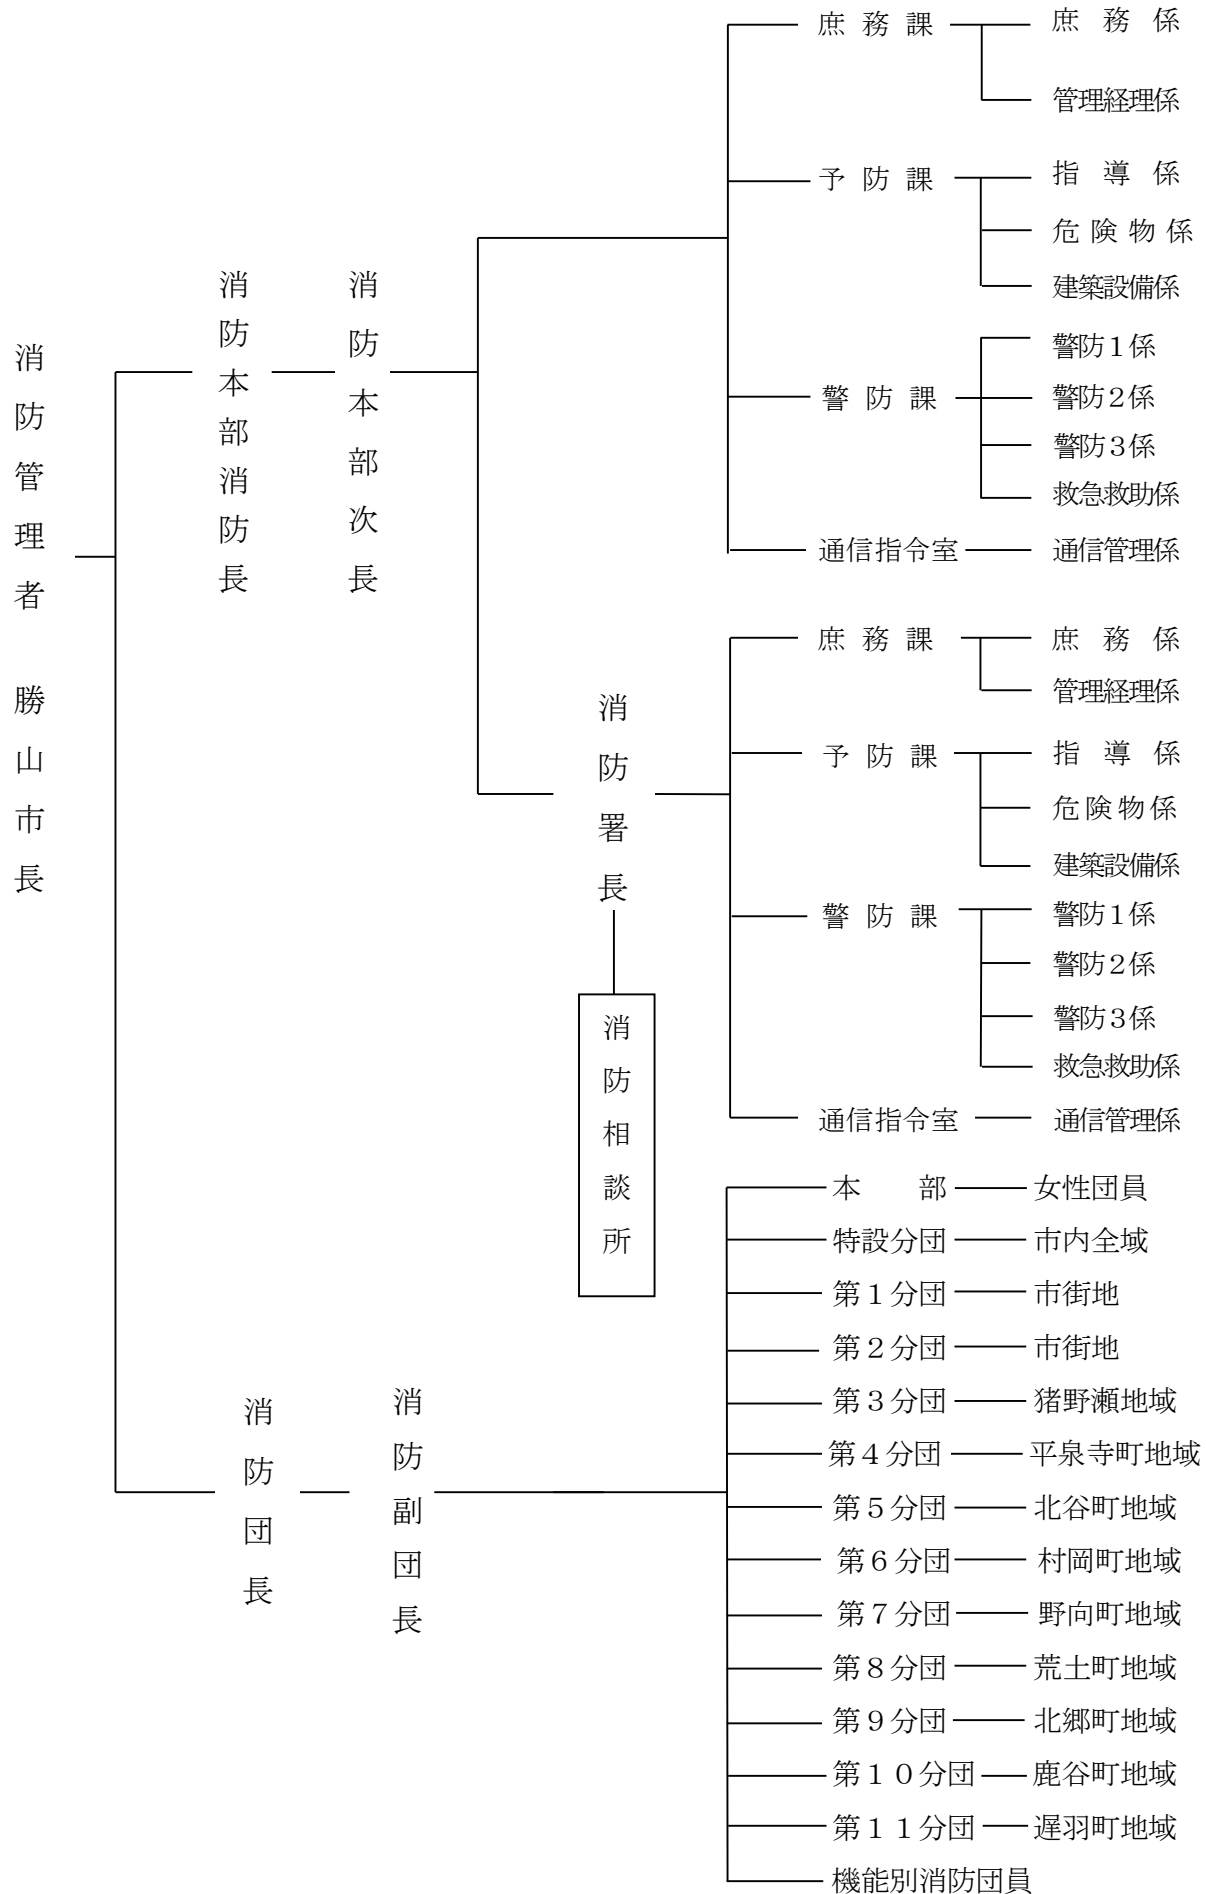 消防管理者　勝山市長
消防本部消防長
消防本部次長
庶務課
庶務係
管理経理係
予防課
指導係
危険物係
建築設備係
警防課
警防１係
警防２係
警防３係
救急救助係
通信指令室
通信管理係
消防署長
消防相談所
庶務課
庶務係
管理経理係
予防課
指導係
危険物係
建築設備係
警防課
警防１係
警防２係
警防３係
救急救助係
通信指令室
通信管理係
消防団長
消防副団長
本　部
女性団員
特設分団
市内全域
第１分団
市街地
第２分団
市街地
第３分団
猪野瀬地域
第４分団
平泉寺町地域
第５分団
北谷町地域
第６分団
村岡町地域
第７分団
野向町地域
第８分団
荒土町地域
第９分団
北郷町地域
第１０分団
鹿谷町地域
第１１分団
遅羽町地域
機能別消防団員